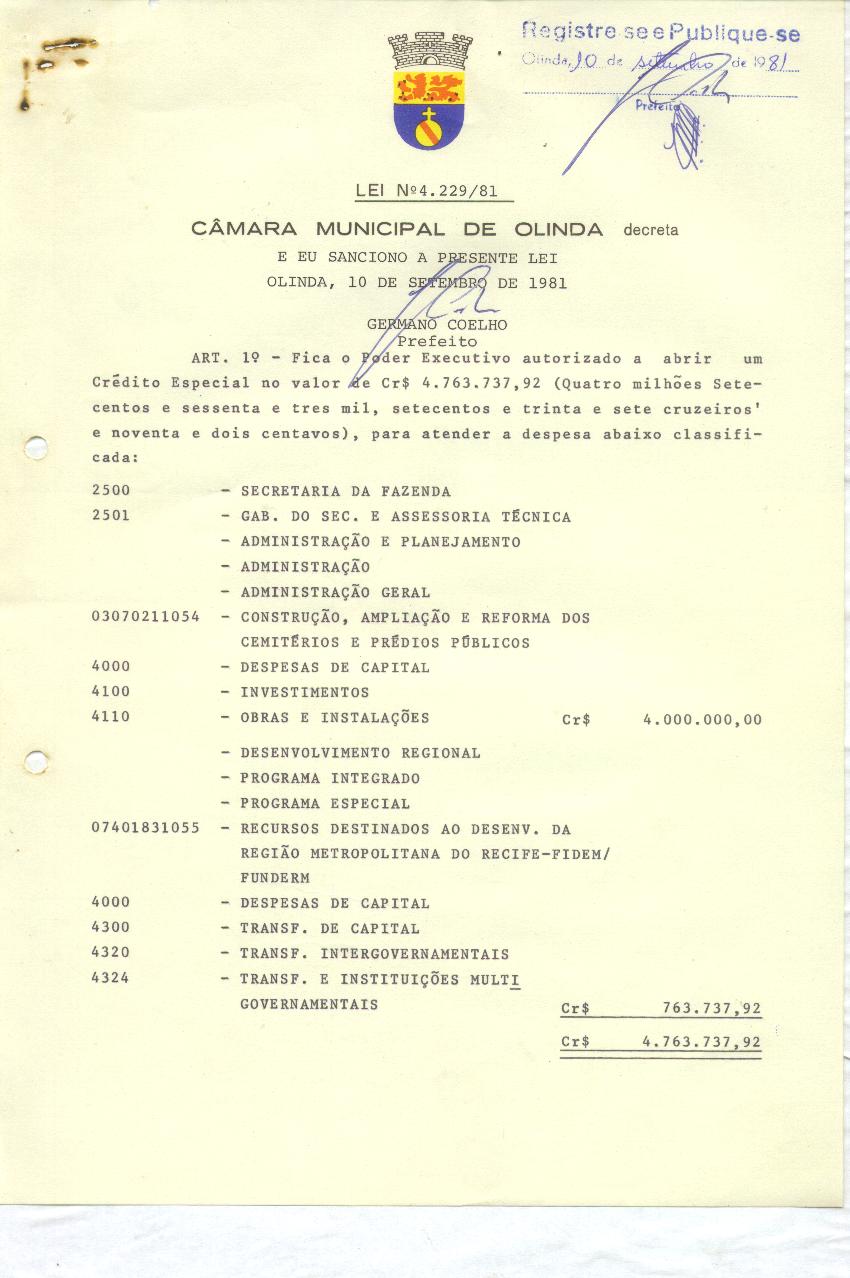 Registre-se e Publique-se
Olinda, 10 de setembro de 1981
Prefeito
LEI Nº4.229/81
CÂMARA MUNICIPAL DE OLINDA decreta
E EU SANCIONO A PRESENTE LEI
OLINDA, 10 DE SETEMBRO DE 1981
GERMANO COELHO
Prefeito
ART. 1º - Fica o Poder Executivo autorizado a abrir um
Crédito Especial no valor de Cr$ 4.763.737,92 (Quatro milhões Sete-
centos e sessenta e tres mil, setecentos e trinta e sete cruzeiros'
e noventa e dois centavos), para atender a despesa abaixo classifi-
cada:
2500 - SECRETARIA DA FAZENDA
2501 - GAB. DO SEC. E ASSESSORIA TÉCNICA
- ADMINISTRAÇÃO E PLANEJAMENTO
- ADMINISTRAÇÃO
- ADMINISTRAÇÃO GERAL
03070211054 - CONSTRUÇÃO, AMPLIAÇÃO E REFORMA DOS
CEMITÉRIOS E PRÉDIOS PÚBLICOS
4000 - DESPESAS DE CAPITAL
4100 - INVESTIMENTOS
4110 - OBRAS E INSTALAÇÕES Cr$ 4.000.000,00
- DESENVOLVIMENTO REGIONAL
- PROGRAMA INTEGRADO
- PROGRAMA ESPECIAL
07401831055 - RECURSOS DESTINADOS AO DESENV. DA
REGIÃO METROPOLITANA DO RECIFE-FIDEM/
FUNDERM
4000 - DESPESAS DE CAPITAL
4300 - TRANSF. DE CAPITAL
4320 - TRANSF. INTERGOVERNAMENTAIS
4324 - TRANSF. E INSTITUIÇÕES MULTI
GOVERNAMENTAIS Cr$ 763.737,92
Cr$ 4.763.737,92